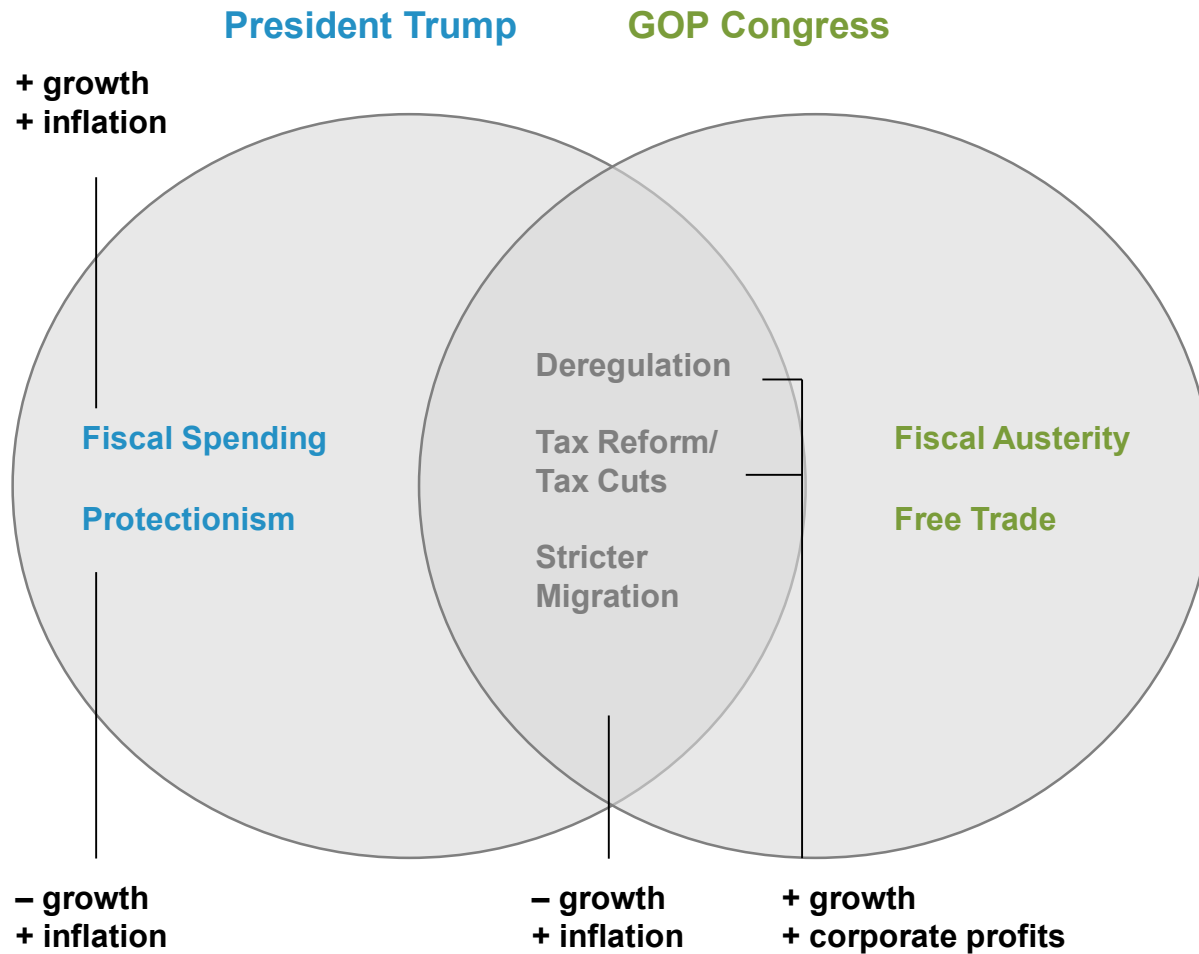 President Trump
GOP Congress
+ growth
+ inflation
Deregulation
Fiscal Spending
Tax Reform/
Tax Cuts
Fiscal Austerity
Protectionism
Free Trade
Stricter
Migration
– growth
+ inflation
– growth
+ inflation
+ growth
+ corporate profits